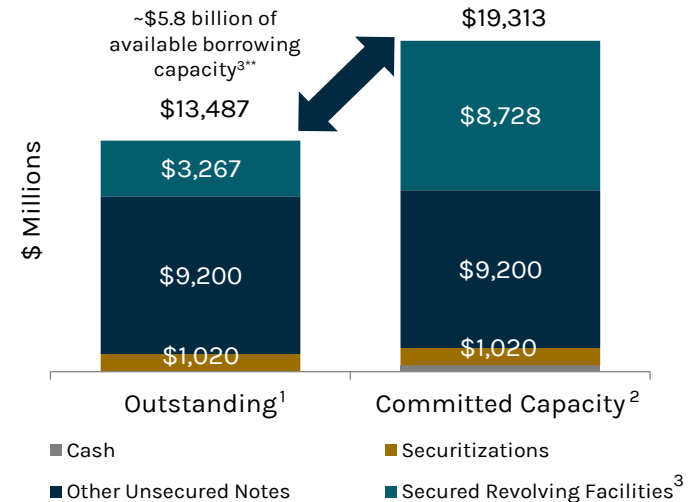 ~$5.8 billion of
available borrowing
capacity3**
$19,313
$13,487
$ Millions
$3,267
$8,728
$9,200
$9,200
$1,020
$1,020
Outstanding1
Committed Capacity2
Cash
Securitizations
Other Unsecured Notes
Secured Revolving Facilities3